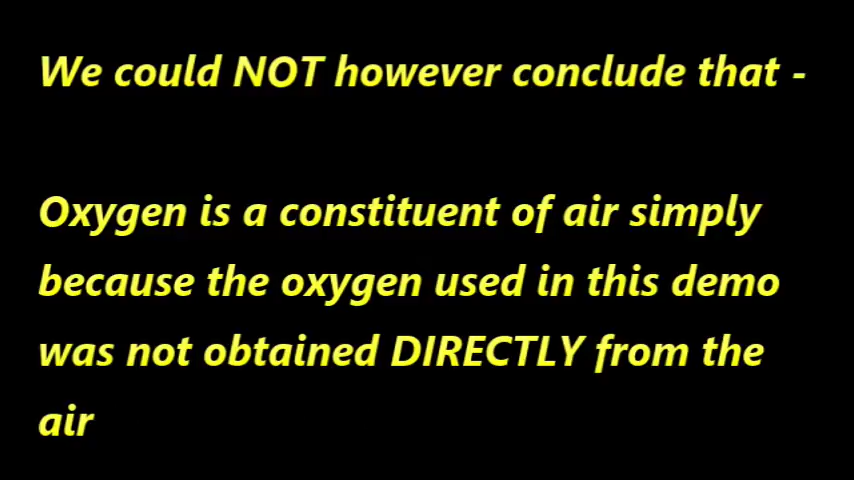 We could NOT however conclude that -
Oxygen is a constituent of air simply
because the oxygen used in this demo
was not obtained DIRECTLY from the
air